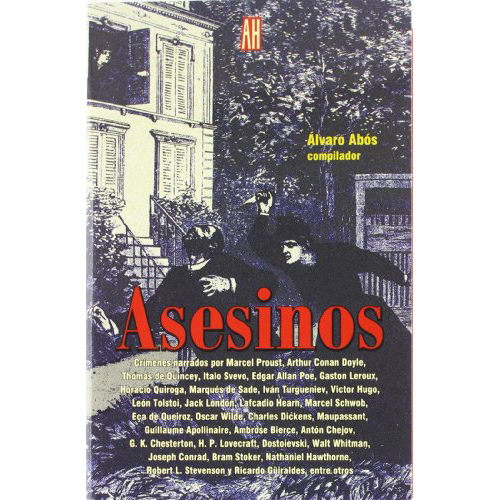 AH
Álvaro Abós
compilador
Asesinos
Crímenes narrados por Marcel Proust, Arthur Conan Doyle,
Thomas de Quincey, Italo Svevo, Edgar Allan Poe, Gaston Leroux,
Horacio Quiroga, Marqués de Sade, Iván Turgueniev, Victor Hugo,
León Tolstoi, Jack London, Lafcadio Hearn, Marcel Schwob,
Eça de Queiroz, Oscar Wilde, Charles Dickens, Maupassant,
Guillaume Apollinaire, Ambrose Bierce, Antón Chejov,
G. K. Chesterton, H. P. Lovecraft, Dostoievski, Walt Whitman,
Joseph Conrad, Bram Stoker, Nathaniel Hawthorne,
Robert L. Stevenson y Ricardo Güiraldes, entre otros